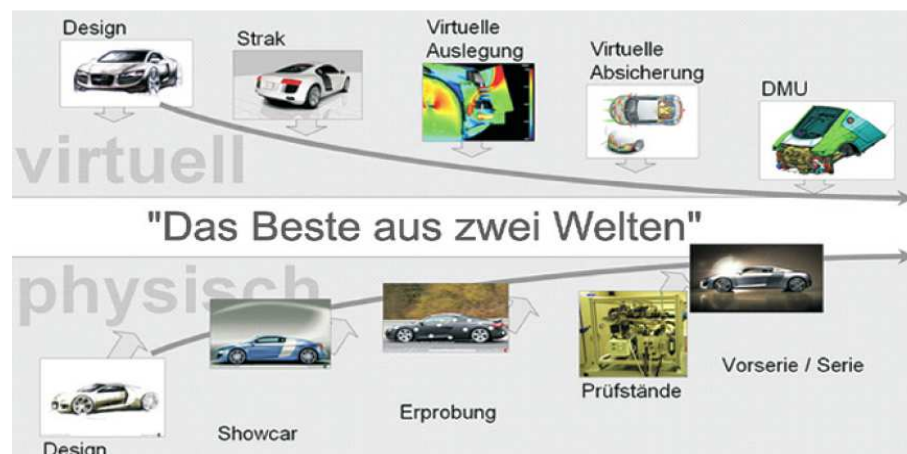 Design
Strak
Virtuelle
Auslegung
Virtuelle
Absicherung
DMU
virtuell
"Das Beste aus zwei Welten"
physisch
Design
Showcar
Erprobung
Prüfstände
Vorserie / Serie